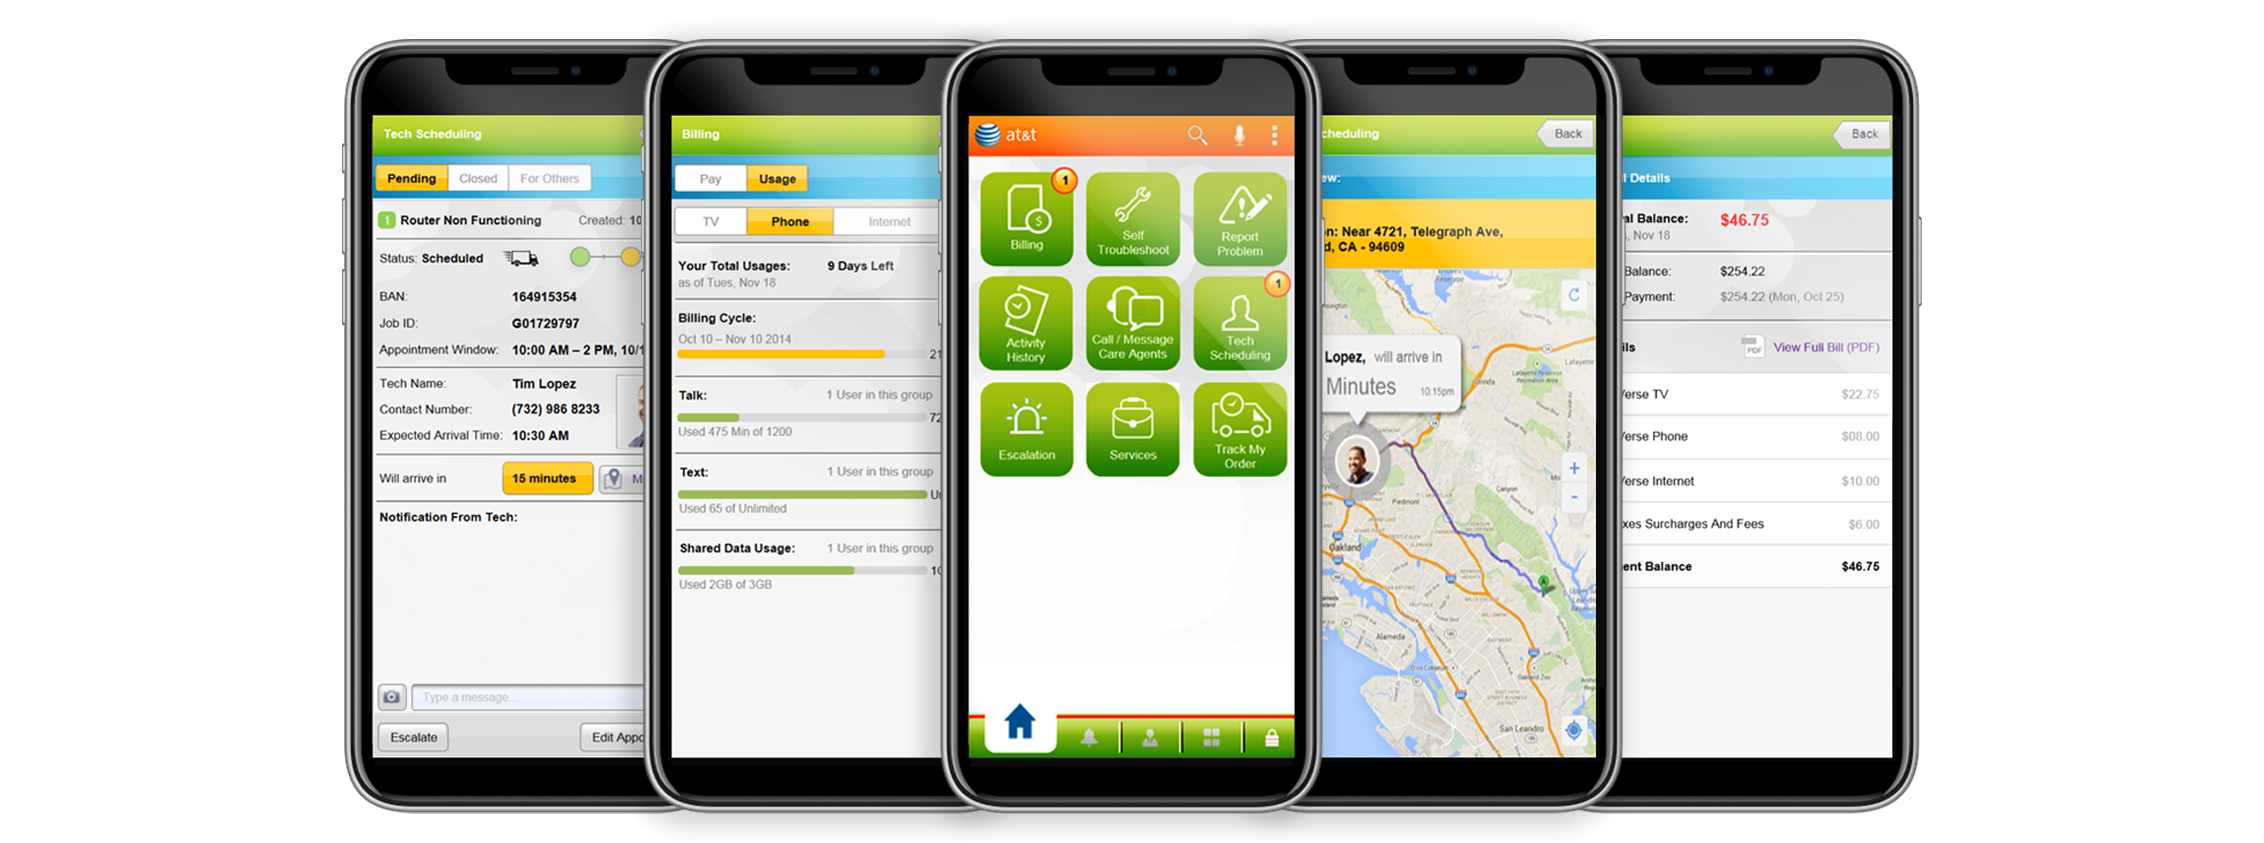 Tech Scheduling
Pending Closed For Others
1 Router Non Functioning Created: 10
Status: Scheduled
BAN: 164915354
Job ID: G01729797
Appointment Window: 10:00 AM – 2 PM, 10/1
Tech Name: Tim Lopez
Contact Number: (732) 986 8233
Expected Arrival Time: 10:30 AM
Will arrive in 15 minutes M
Notification From Tech:
Type a message...
Escalate Edit Appo
Billing
Pay Usage
TV Phone Internet
Your Total Usages: 9 Days Left
as of Tues, Nov 18
Billing Cycle:
Oct 10 – Nov 10 2014
21
Talk: 1 User in this group
72
Used 475 Min of 1200
Text: 1 User in this group
Un
Used 65 of Unlimited
Shared Data Usage: 1 User in this group
10
Used 2GB of 3GB
at&t
1
Billing
Self
Troubleshoot
Report
Problem
Activity
History
Call / Message
Care Agents
1
Tech
Scheduling
Escalation
Services
Track My
Order
cheduling Back
ew:
n: Near 4721, Telegraph Ave,
d, CA - 94609
Lopez, will arrive in
Minutes 10:15pm
Lafayette
Orinda
Lafayette Reservoir
Recreation Area
Canyon
Piedmont
Oakland
+
-
A
Alameda
Oakland Zoo
San Leandro
Back
l Details
al Balance: $46.75
, Nov 18
Balance: $254.22
Payment: $254.22 (Mon, Oct 25)
ils PDF View Full Bill (PDF)
erse TV $22.75
erse Phone $08.00
erse Internet $10.00
xes Surcharges And Fees $6.00
ent Balance $46.75